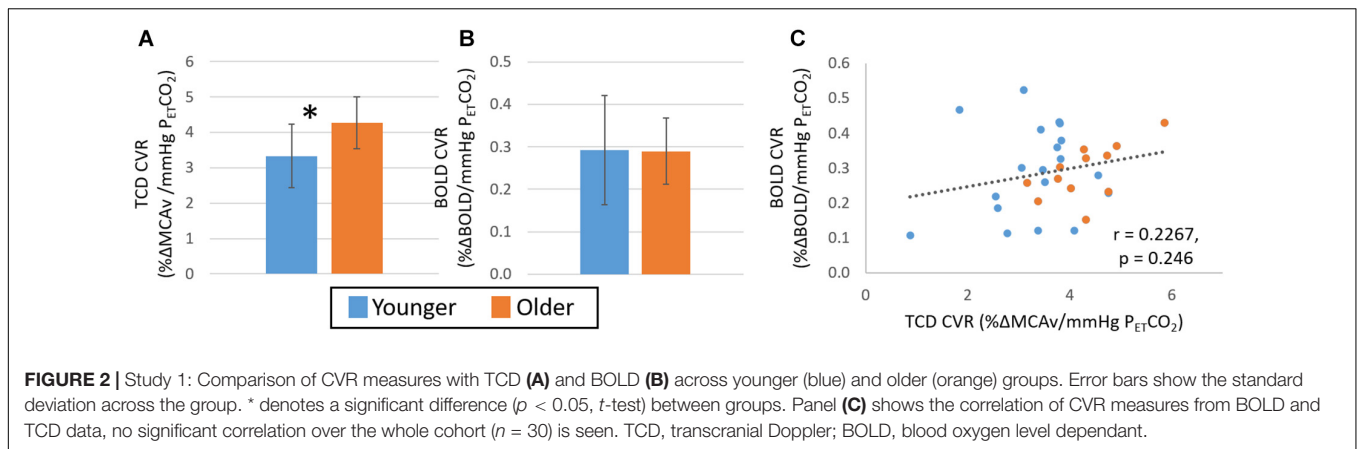 A
TCD CVR
(%ΔMCAv /mmHg PETCO2)
6
5
4
3
2
1
0
*
B
BOLD CVR
(%ΔBOLD/mmHg PETCO2)
0.5
0.4
0.3
0.2
0.1
0.0
Younger Older
C
BOLD CVR
(%ΔBOLD/mmHg PETCO2)
0.6
0.5
0.4
0.3
0.2
0.1
0.0
r = 0.2267,
p = 0.246
0 2 4 6
TCD CVR (%ΔMCAv/mmHg PETCO2)
FIGURE 2 | Study 1: Comparison of CVR measures with TCD (A) and BOLD (B) across younger (blue) and older (orange) groups. Error bars show the standard
deviation across the group. * denotes a significant difference (p < 0.05, t-test) between groups. Panel (C) shows the correlation of CVR measures from BOLD and
TCD data, no significant correlation over the whole cohort (n = 30) is seen. TCD, transcranial Doppler; BOLD, blood oxygen level dependant.